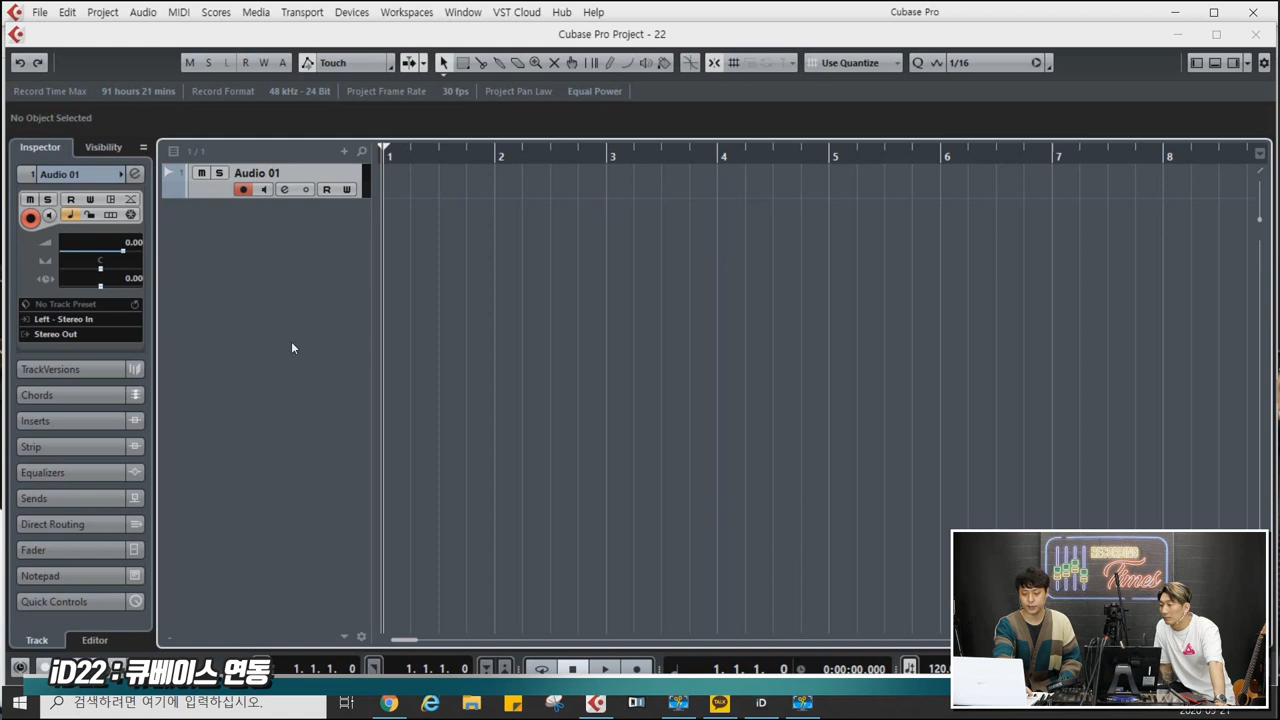 File Edit Project Audio MIDI Scores Media Transport Devices Workspaces Window VST Cloud Hub Help Cubase Pro
Cubase Pro Project - 22
M S L R W A Touch Use Quantize Q 1/16
Record Time Max 91 hours 21 mins Record Format 48 kHz - 24 Bit Project Frame Rate 30 fps Project Pan Law Equal Power
No Object Selected
Inspector Visibility
1 / 1
1 2 3 4 5 6 7 8
1 Audio 01
1 M S Audio 01
R W
M S R W
0.00
C
0.00
No Track Preset
Left - Stereo In
Stereo Out
TrackVersions
Chords
Inserts
Strip
Equalizers
Sends
Direct Routing
Fader
Notepad
Quick Controls
Track Editor
RECORDING
Times
iD22 : 큐베이스 연동
1. 1. 1. 0 1. 1. 1. 0 1. 1. 1. 0 0:00:00.000 120.
검색하려면 여기에 입력하십시오.
TALK
iD
2020-09-21